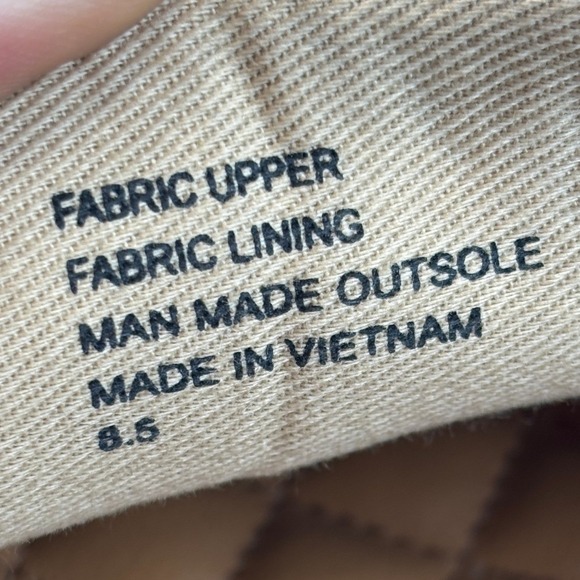 FABRIC UPPER
FABRIC LINING
MAN MADE OUTSOLE
MADE IN VIETNAM
8.5